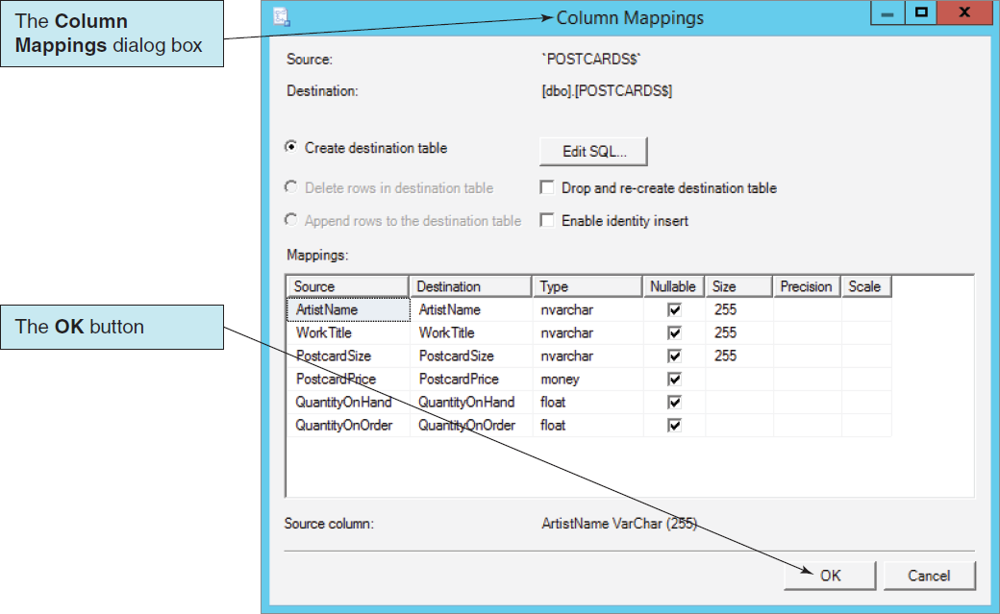 The Column
Mappings dialog box
Column Mappings
Source: `POSTCARDS$`
Destination: [dbo].[POSTCARDS$]
Create destination table Edit SQL...
Delete rows in destination table Drop and re-create destination table
Append rows to the destination table Enable identity insert
Mappings:
Source Destination Type Nullable Size Precision Scale
ArtistName ArtistName nvarchar 255
WorkTitle WorkTitle nvarchar 255
PostcardSize PostcardSize nvarchar 255
PostcardPrice PostcardPrice money
QuantityOnHand QuantityOnHand float
QuantityOnOrder QuantityOnOrder float
The OK button
Source column: ArtistName VarChar (255)
OK Cancel